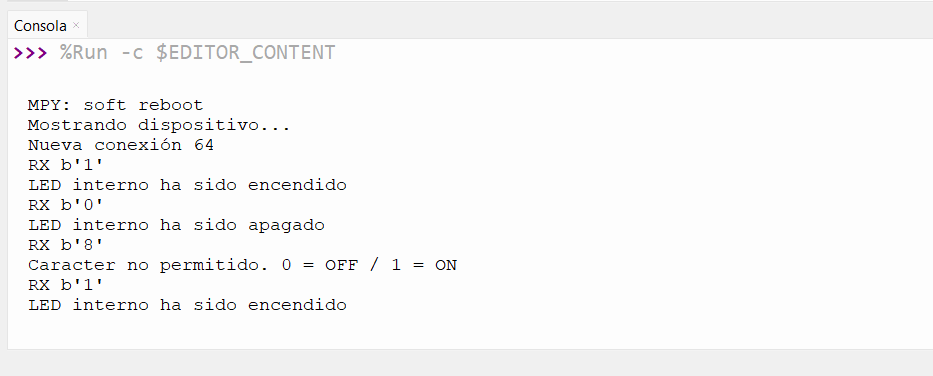 Consola ×
>>> %Run -c $EDITOR_CONTENT
MPY: soft reboot
Mostrando dispositivo...
Nueva conexión 64
RX b'1'
LED interno ha sido encendido
RX b'0'
LED interno ha sido apagado
RX b'8'
Caracter no permitido. 0 = OFF / 1 = ON
RX b'1'
LED interno ha sido encendido